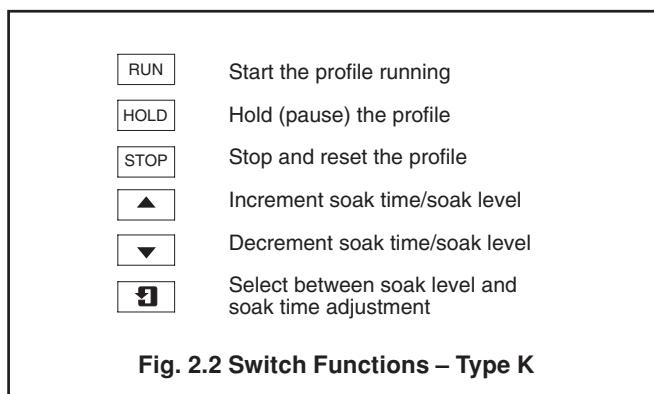 RUN Start the profile running
HOLD Hold (pause) the profile
STOP Stop and reset the profile
▲ Increment soak time/soak level
▼ Decrement soak time/soak level
Select between soak level and
soak time adjustment
Fig. 2.2 Switch Functions – Type K